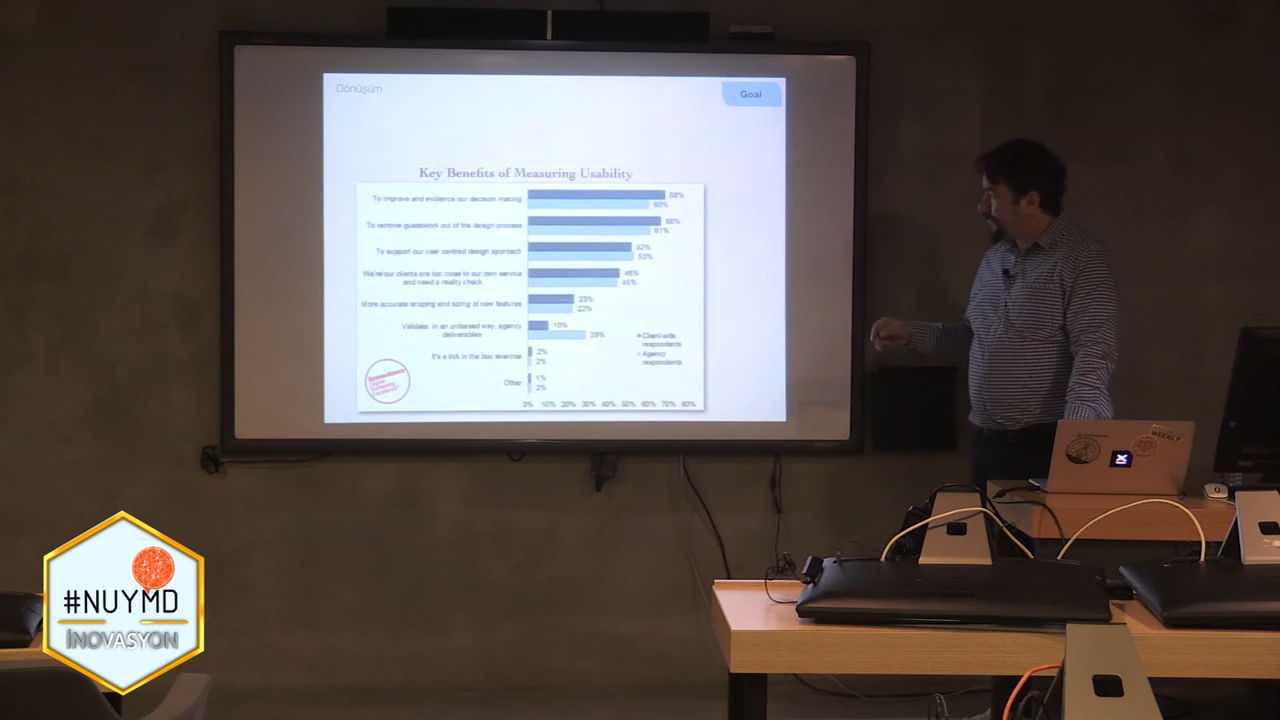 Dönüşüm
Goal
Key Benefits of Measuring Usability
To improve and evidence our decision making
68%
60%
To remove guesswork out of the design process
66%
61%
To support our user centred design approach
52%
53%
We're/our clients are too close to our own service
and need a reality check
46%
45%
More accurate scoping and sizing of new features
23%
22%
Validate, in an unbiased way, agency
deliverables
10%
29%
It's a tick in the box exercise
2%
2%
Other
1%
2%
Client-side
respondents
Agency
respondents
0% 10% 20% 30% 40% 50% 60% 70% 80%
WEEKLY
#NUYMD
İNOVASYON